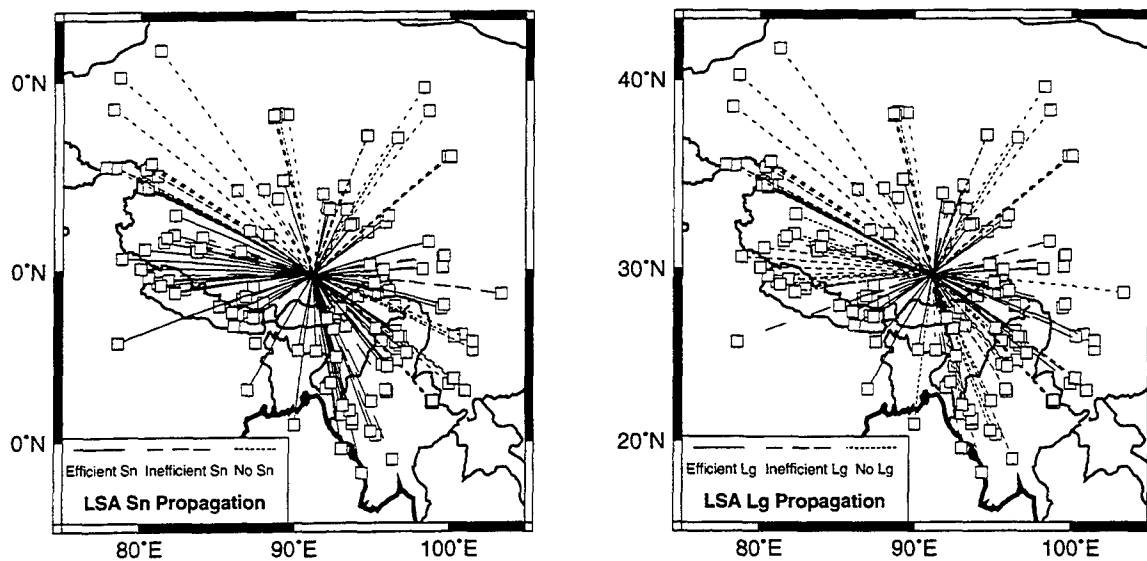 0°N
0°N
0°N
Efficient Sn Inefficient Sn No Sn
LSA Sn Propagation
80°E 90°E 100°E
40°N
30°N
20°N
Efficient Lg Inefficient Lg No Lg
LSA Lg Propagation
80°E 90°E 100°E